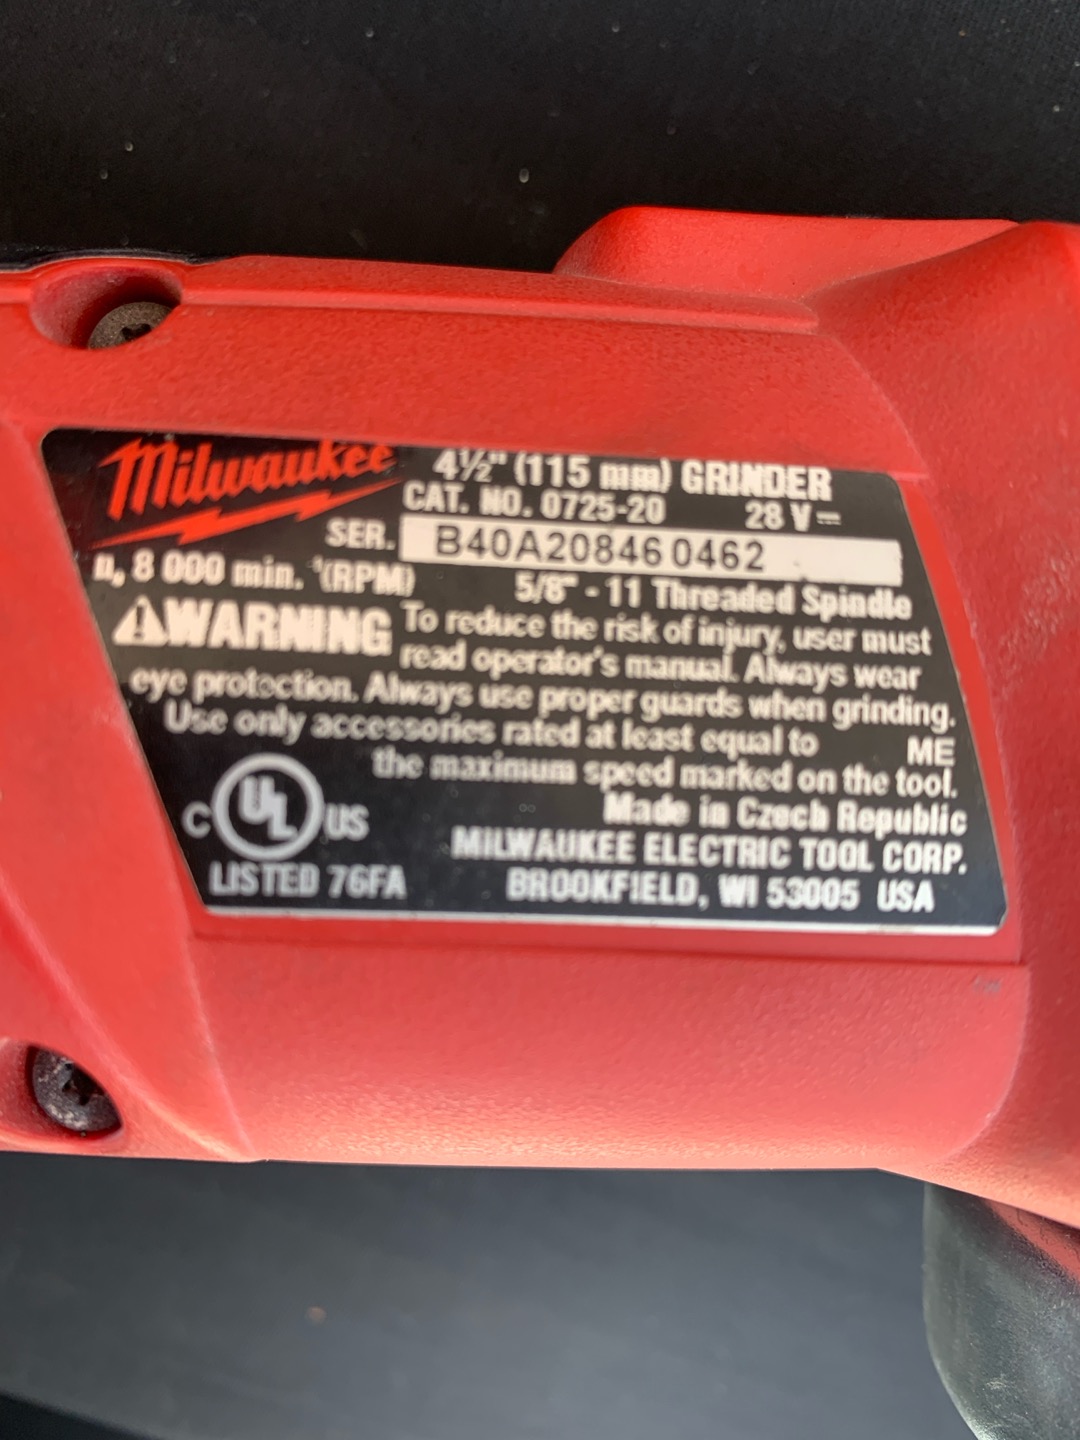 Milwaukee
4½" (115 mm) GRINDER
CAT. NO. 0725-20 28 V⎓
SER. B40A208460462
n₀ 8 000 min.⁻¹(RPM) 5/8" - 11 Threaded Spindle
⚠WARNING To reduce the risk of injury, user must
read operator's manual. Always wear
eye protection. Always use proper guards when grinding.
Use only accessories rated at least equal to ME
the maximum speed marked on the tool.
Made in Czech Republic
C UL US
MILWAUKEE ELECTRIC TOOL CORP.
LISTED 76FA BROOKFIELD, WI 53005 USA